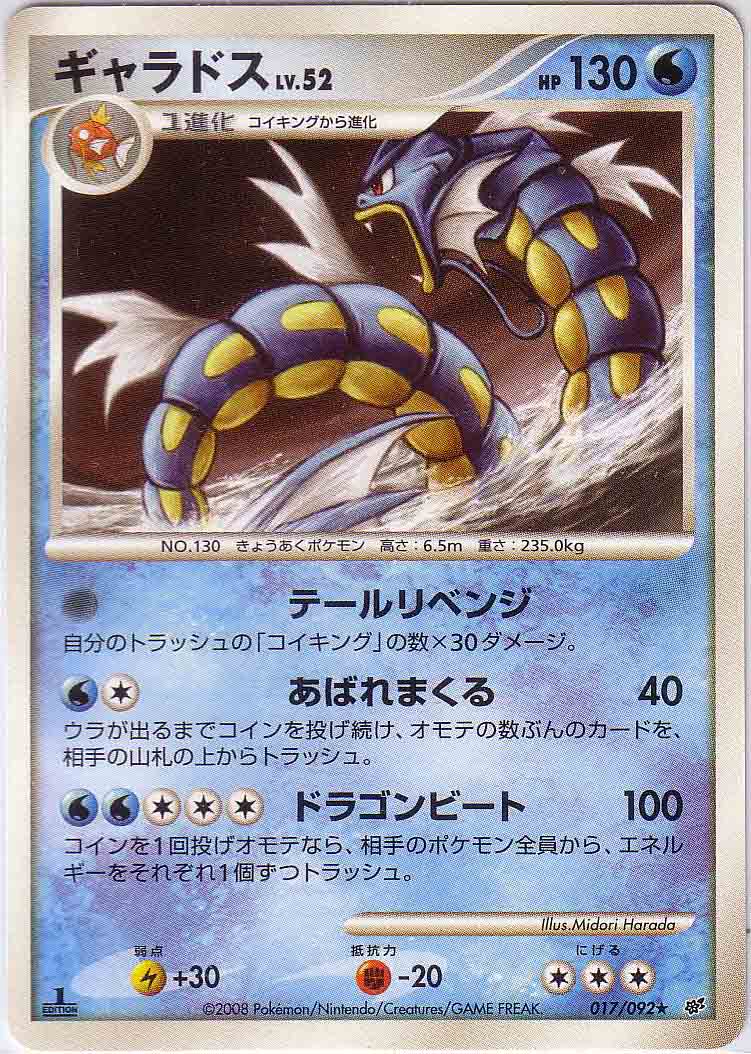 ギャラドス LV.52 HP 130
1進化 コイキングから進化
NO.130 きょうあくポケモン 高さ:6.5m 重さ:235.0kg
テールリベンジ
自分のトラッシュの「コイキング」の数×30ダメージ。
あばれまくる 40
ウラが出るまでコインを投げ続け、オモテの数ぶんのカードを、
相手の山札の上からトラッシュ。
ドラゴンビート 100
コインを1回投げオモテなら、相手のポケモン全員から、エネル
ギーをそれぞれ1個ずつトラッシュ。
Illus.Midori Harada
弱点 +30 抵抗力 -20 にげる
1 EDITION ©2008 Pokémon/Nintendo/Creatures/GAME FREAK. 017/092★